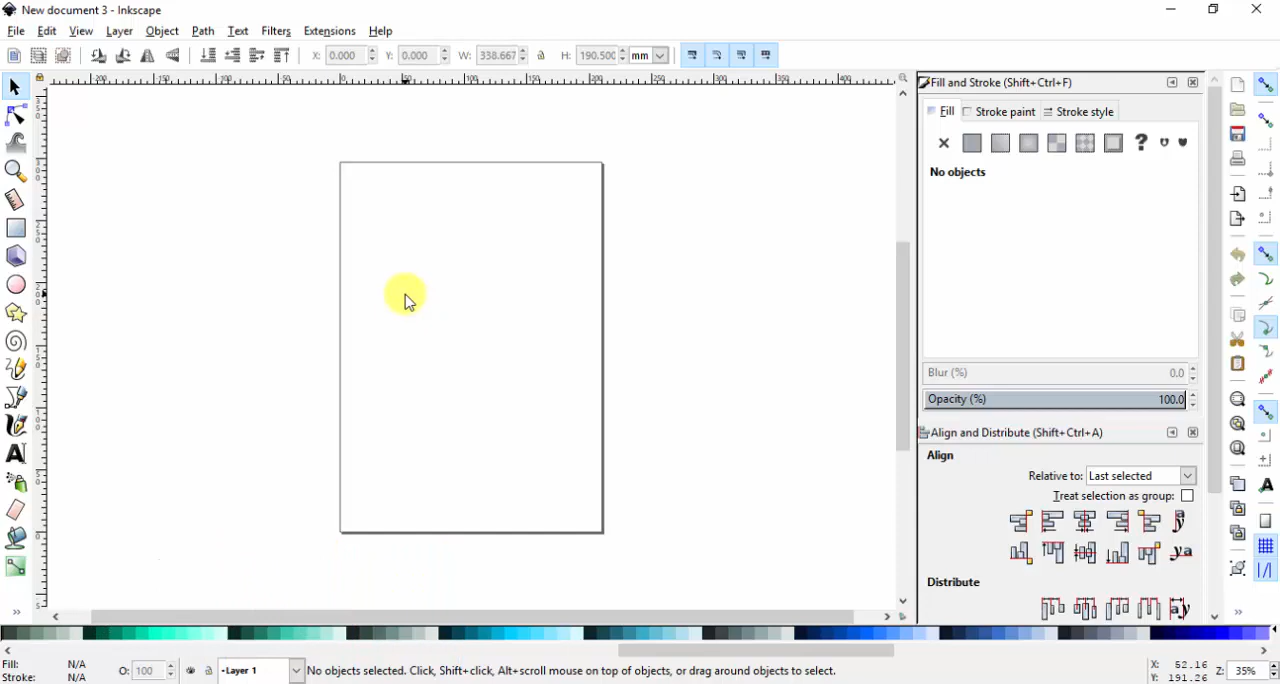 New document 3 - Inkscape
File Edit View Layer Object Path Text Filters Extensions Help
X: 0.000 Y: 0.000 W: 338.667 H: 190.500 mm
Fill and Stroke (Shift+Ctrl+F)
Fill Stroke paint Stroke style
No objects
Blur (%) 0.0
Opacity (%) 100.0
Align and Distribute (Shift+Ctrl+A)
Align
Relative to: Last selected
Treat selection as group:
Distribute
Fill: N/A
Stroke: N/A
O: 100
-Layer 1
No objects selected. Click, Shift+click, Alt+scroll mouse on top of objects, or drag around objects to select.
X: 52.16
Y: 191.26
Z: 35%